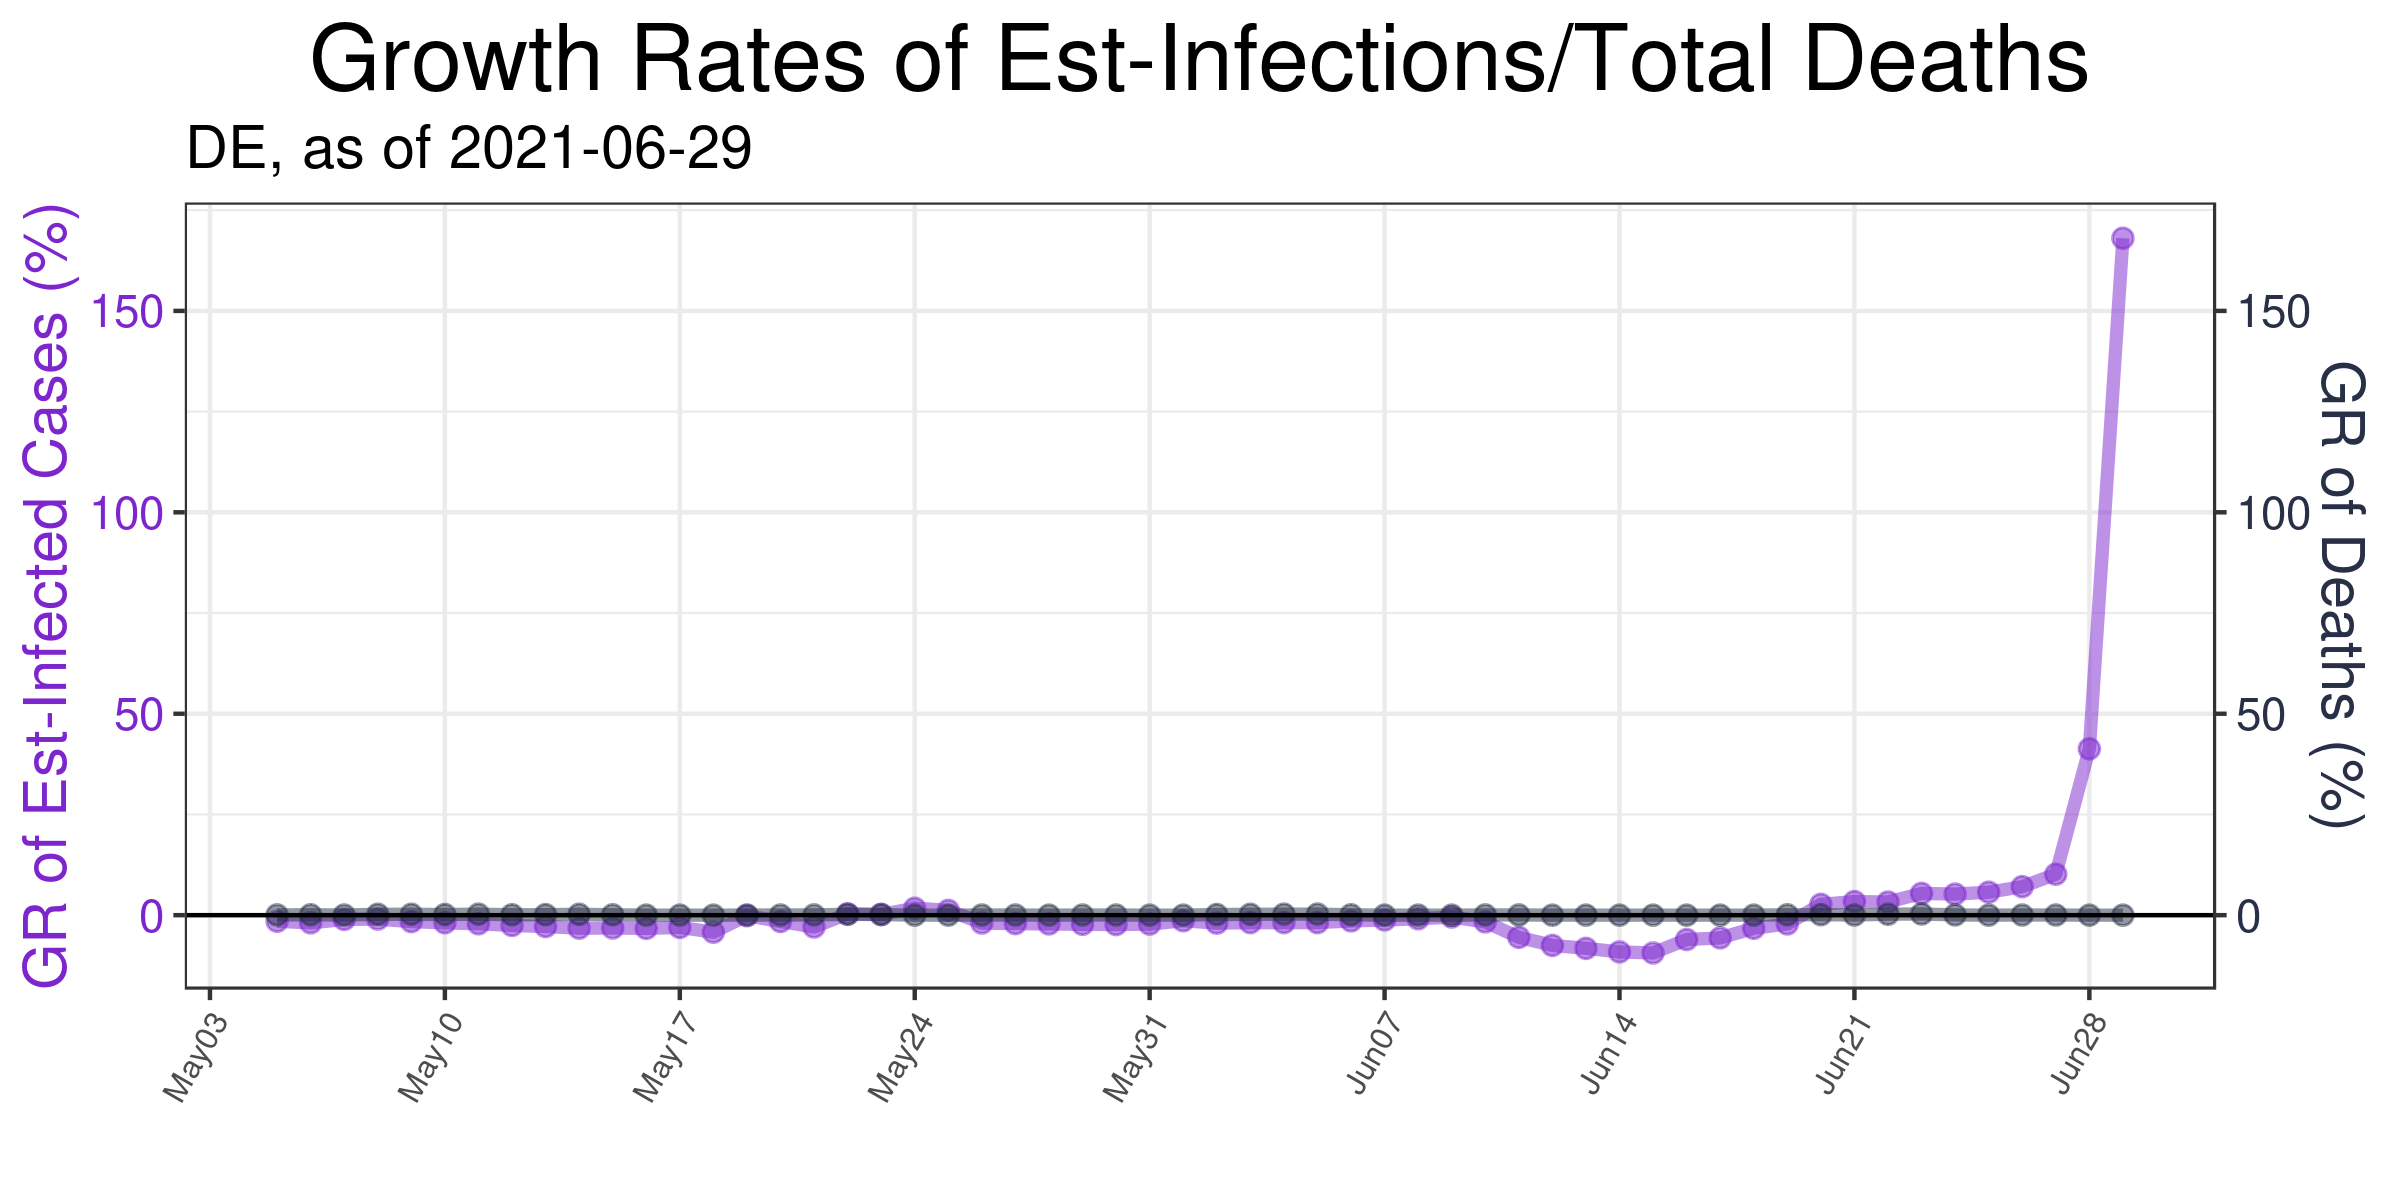 Growth Rates of Est-Infections/Total Deaths
DE, as of 2021-06-29
GR of Est-Infected Cases (%)
150
100
50
0
150
100
50
0
GR of Deaths (%)
May03
May10
May17
May24
May31
Jun07
Jun14
Jun21
Jun28